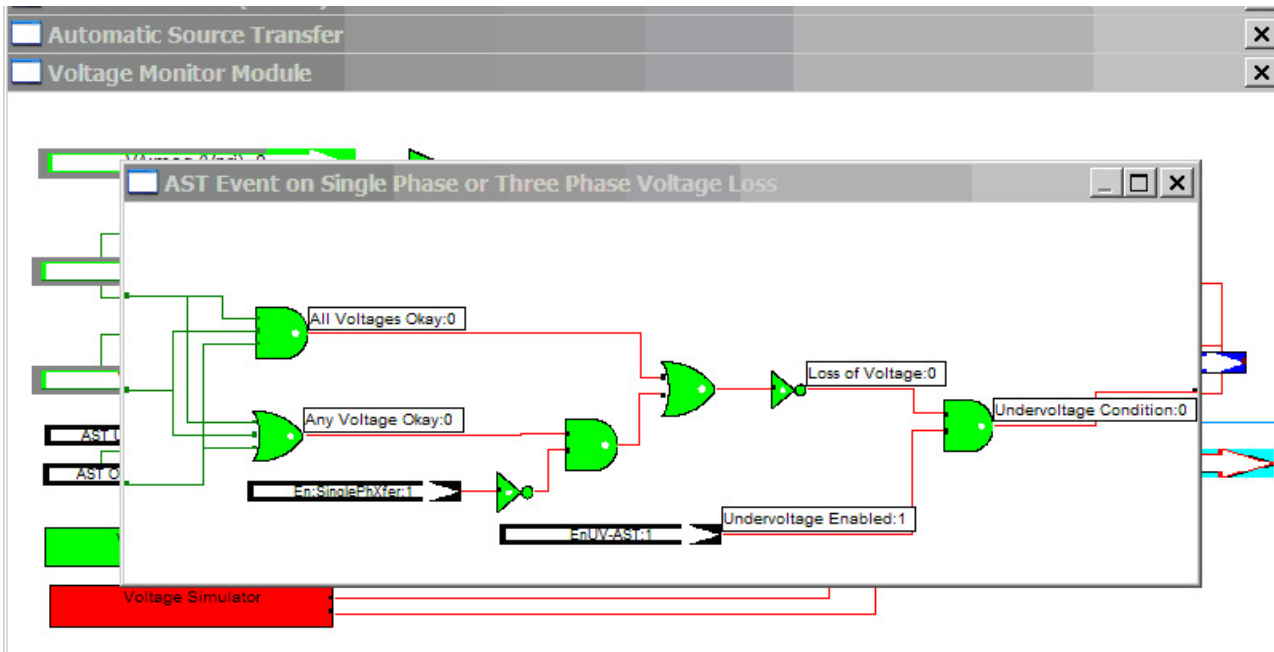 Automatic Source Transfer
Voltage Monitor Module
AST Event on Single Phase or Three Phase Voltage Loss
All Voltages Okay:0
Loss of Voltage:0
Any Voltage Okay:0
Undervoltage Condition:0
AST
AST
En:SinglePhXfer:1
Undervoltage Enabled:1
EnUV-AST:1
Voltage Simulator